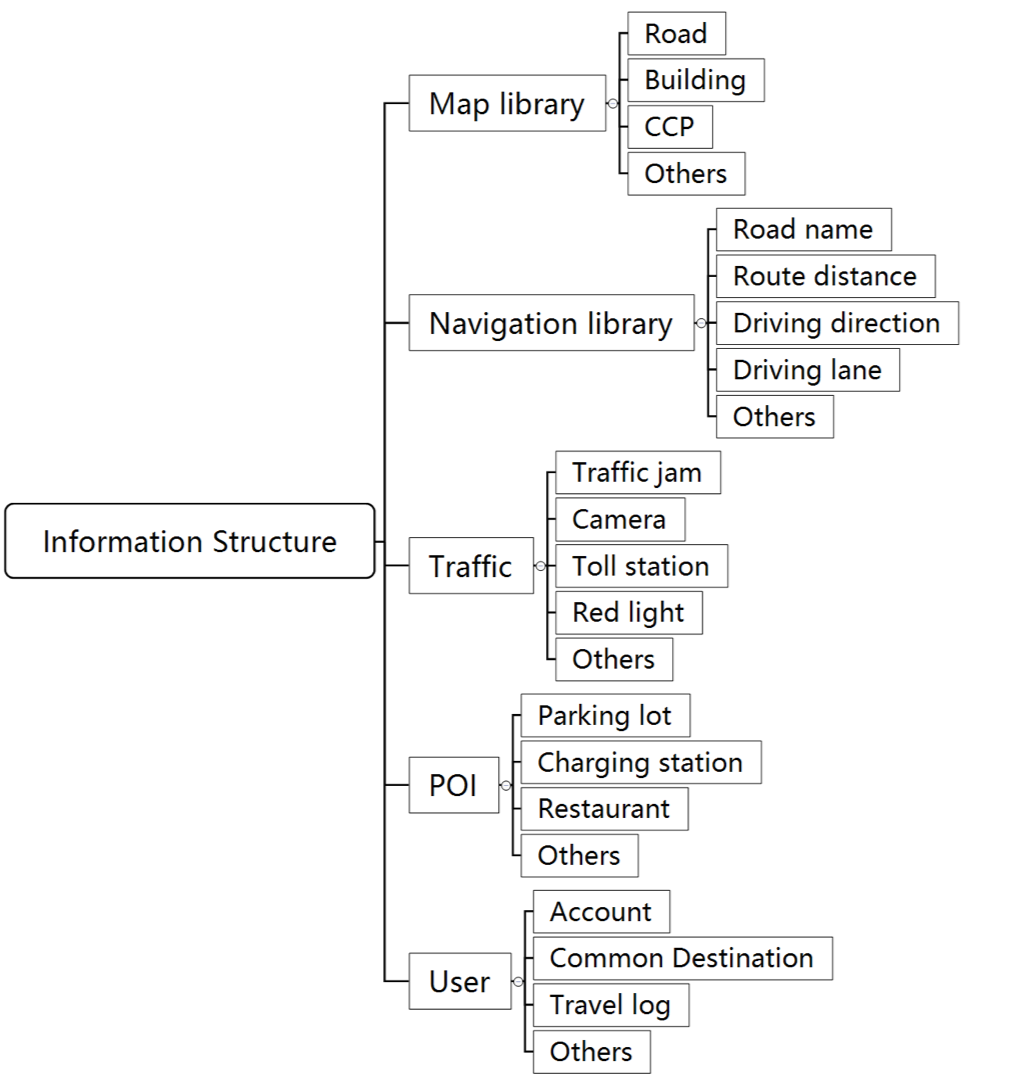 Information Structure
Map library
Road
Building
CCP
Others
Navigation library
Road name
Route distance
Driving direction
Driving lane
Others
Traffic
Traffic jam
Camera
Toll station
Red light
Others
POI
Parking lot
Charging station
Restaurant
Others
User
Account
Common Destination
Travel log
Others